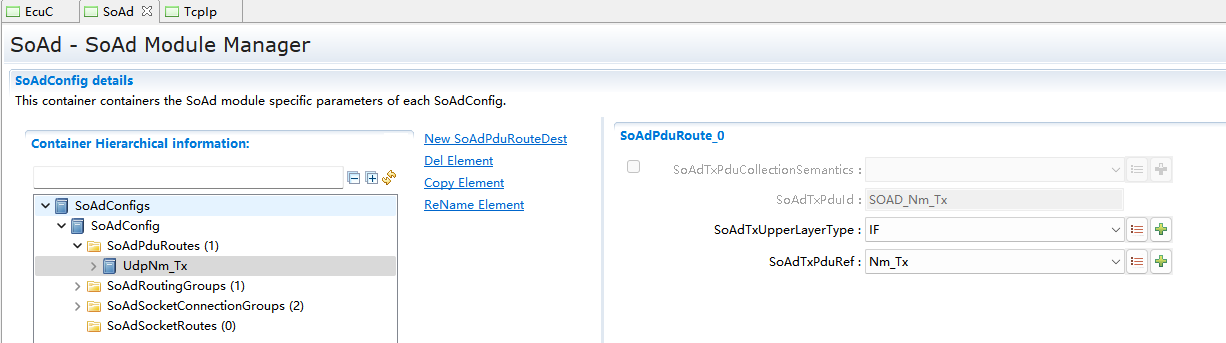 EcuC
SoAd
TcpIp
SoAd - SoAd Module Manager
SoAdConfig details
This container containers the SoAd module specific parameters of each SoAdConfig.
Container Hierarchical information:
SoAdConfigs
SoAdConfig
SoAdPduRoutes (1)
UdpNm_Tx
SoAdRoutingGroups (1)
SoAdSocketConnectionGroups (2)
SoAdSocketRoutes (0)
New SoAdPduRouteDest
Del Element
Copy Element
ReName Element
SoAdPduRoute_0
SoAdTxPduCollectionSemantics :
SoAdTxPduId : SOAD_Nm_Tx
SoAdTxUpperLayerType : IF
SoAdTxPduRef : Nm_Tx